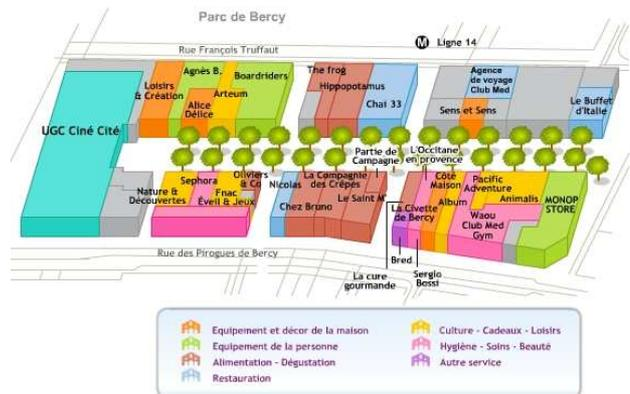 Parc de Bercy
Rue François Truffaut
M Ligne 14
Agnès B.
Boardriders
Loisirs
& Création
Arteum
Alice
Délice
The frog
Hippopotamus
Chai 33
Agence
de voyage
Club Med
Sens et Sens
Le Buffet
d'Italie
UGC Ciné Cité
Partie de
Campagne
L'Occitane
en provence
Sephora
Oliviers
& Co
Nature &
Découvertes
Fnac
Éveil & Jeux
Nicolas
La Compagnie
des Crêpes
Chez Bruno
Le Saint M'
La Civette
de Bercy
Côté
Maison
Album
Pacific
Adventure
Animalis
MONOP
STORE
Waou
Club Med
Gym
Rue des Pirogues de Bercy
Bred
La cure
gourmande
Sergio
Bossi
Equipement et décor de la maison
Equipement de la personne
Alimentation - Dégustation
Restauration
Culture - Cadeaux - Loisirs
Hygiène - Soins - Beauté
Autre service